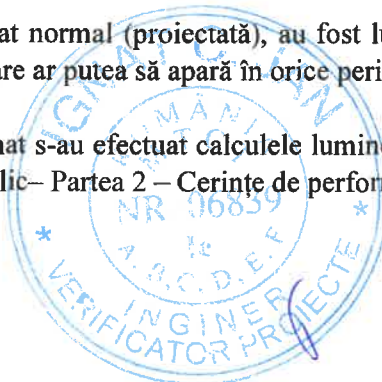 at normal (proiectată), au fost lu
are ar putea să apară în orice peri
nat s-au efectuat calculele lumin
lic– Partea 2 – Cerințe de perfor
ROMÂNIA
NR 06839
Ie
A.B.C.D.E.F
INGINER
* VERIFICATOR PROIECTE *